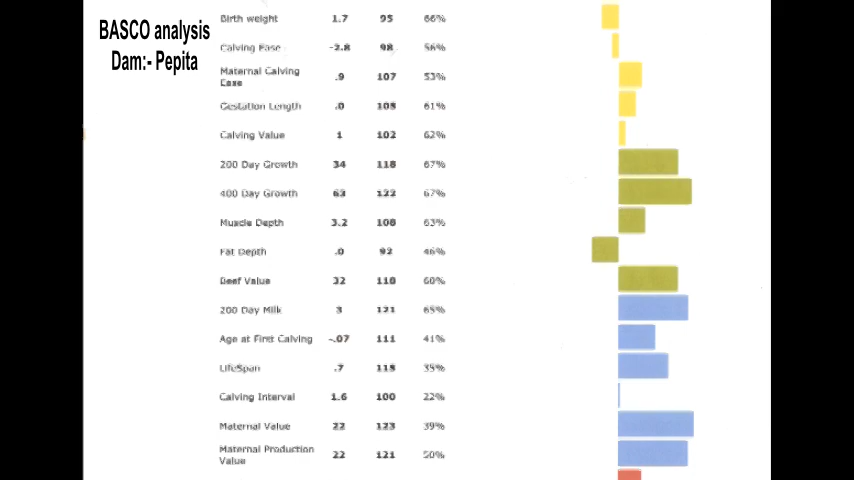 BASCO analysis
Dam:- Pepita
Birth weight 1.7 95 66%
Calving Ease -2.8 98 56%
Maternal Calving Ease .9 107 53%
Gestation Length .0 105 61%
Calving Value 1 102 62%
200 Day Growth 34 118 67%
400 Day Growth 63 122 67%
Muscle Depth 3.2 108 63%
Fat Depth .0 92 46%
Beef Value 32 118 60%
200 Day Milk 3 121 65%
Age at First Calving -.07 111 41%
LifeSpan .7 115 35%
Calving Interval 1.6 100 22%
Maternal Value 22 123 39%
Maternal Production Value 22 121 50%